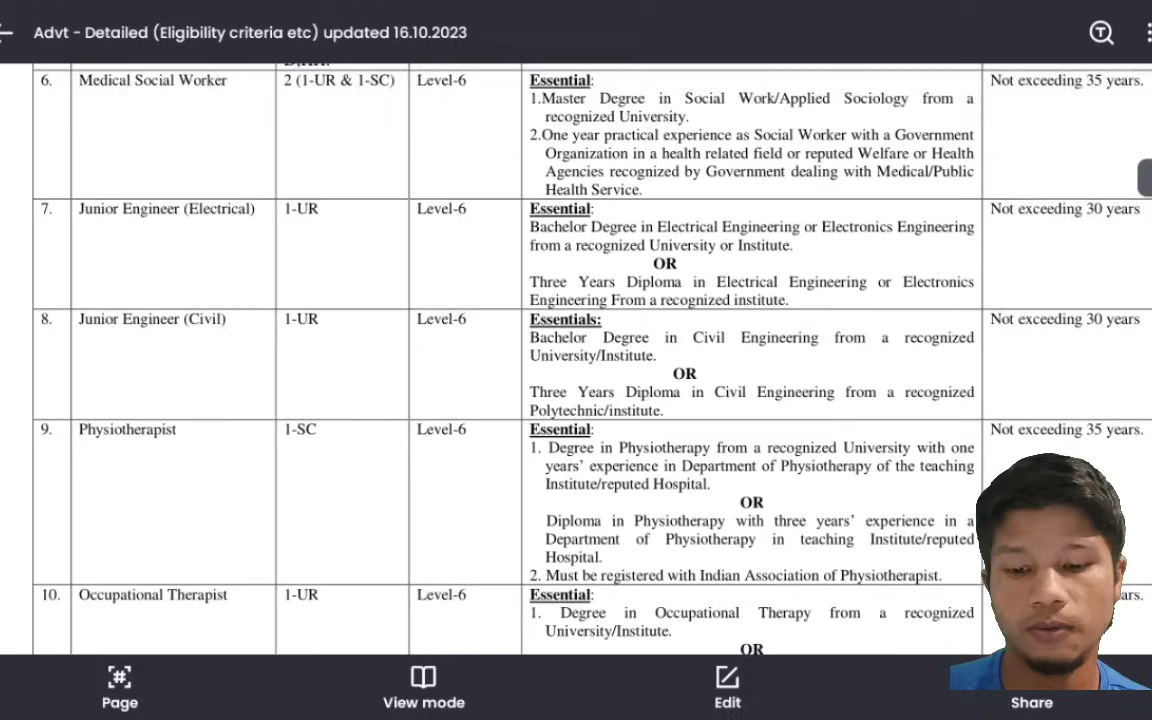 Advt - Detailed (Eligibility criteria etc) updated 16.10.2023
6. Medical Social Worker 2 (1-UR & 1-SC) Level-6 Essential: Not exceeding 35 years.
1.Master Degree in Social Work/Applied Sociology from a
recognized University.
2.One year practical experience as Social Worker with a Government
Organization in a health related field or reputed Welfare or Health
Agencies recognized by Government dealing with Medical/Public
Health Service.
7. Junior Engineer (Electrical) 1-UR Level-6 Essential: Not exceeding 30 years
Bachelor Degree in Electrical Engineering or Electronics Engineering
from a recognized University or Institute.
OR
Three Years Diploma in Electrical Engineering or Electronics
Engineering From a recognized institute.
8. Junior Engineer (Civil) 1-UR Level-6 Essentials: Not exceeding 30 years
Bachelor Degree in Civil Engineering from a recognized
University/Institute.
OR
Three Years Diploma in Civil Engineering from a recognized
Polytechnic/institute.
9. Physiotherapist 1-SC Level-6 Essential: Not exceeding 35 years.
1. Degree in Physiotherapy from a recognized University with one
years' experience in Department of Physiotherapy of the teaching
Institute/reputed Hospital.
OR
Diploma in Physiotherapy with three years' experience in a
Department of Physiotherapy in teaching Institute/reputed
Hospital.
2. Must be registered with Indian Association of Physiotherapist.
10. Occupational Therapist 1-UR Level-6 Essential:
1. Degree in Occupational Therapy from a recognized
University/Institute.
OR
Page View mode Edit Share